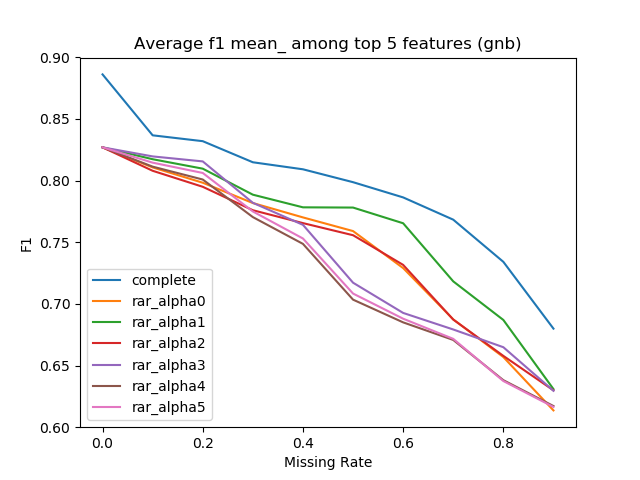 Average f1 mean_ among top 5 features (gnb)
0.90
0.85
0.80
0.75
0.70
0.65
0.60
F1
complete
rar_alpha0
rar_alpha1
rar_alpha2
rar_alpha3
rar_alpha4
rar_alpha5
0.0 0.2 0.4 0.6 0.8
Missing Rate